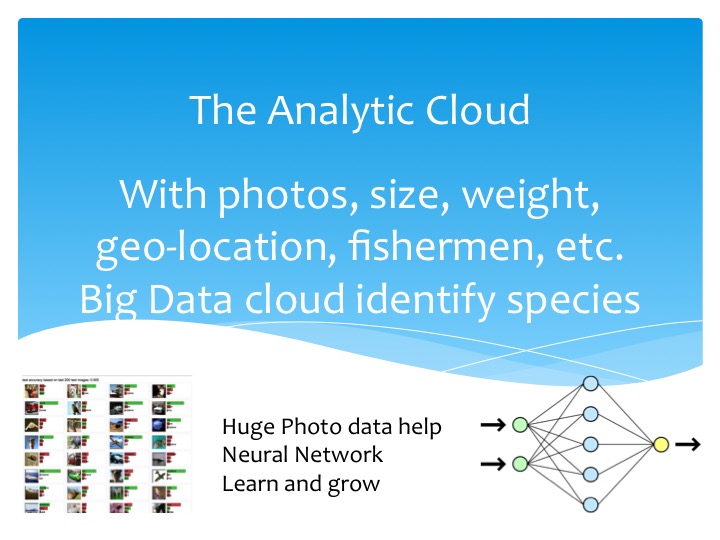 The Analytic Cloud
With photos, size, weight,
geo-location, fishermen, etc.
Big Data cloud identify species
Huge Photo data help
Neural Network
Learn and grow